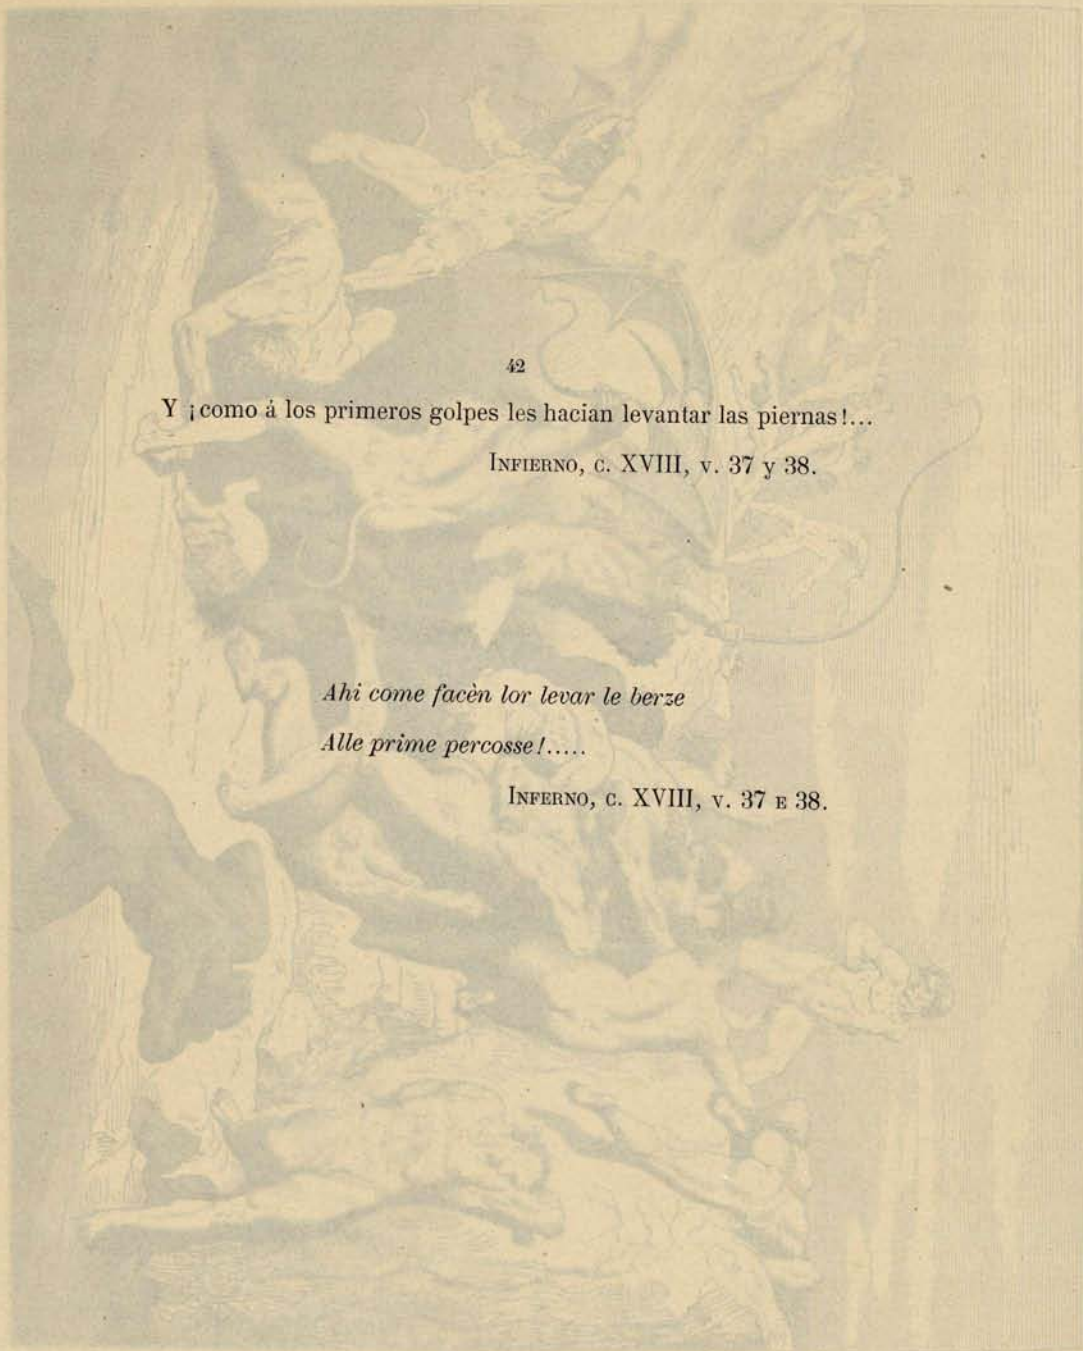 42
Y ¡como á los primeros golpes les hacian levantar las piernas!...
INFIERNO, C. XVIII, v. 37 y 38.
Ahi come facèn lor levar le berze
Alle prime percosse!.....
INFERNO, C. XVIII, V. 37 E 38.